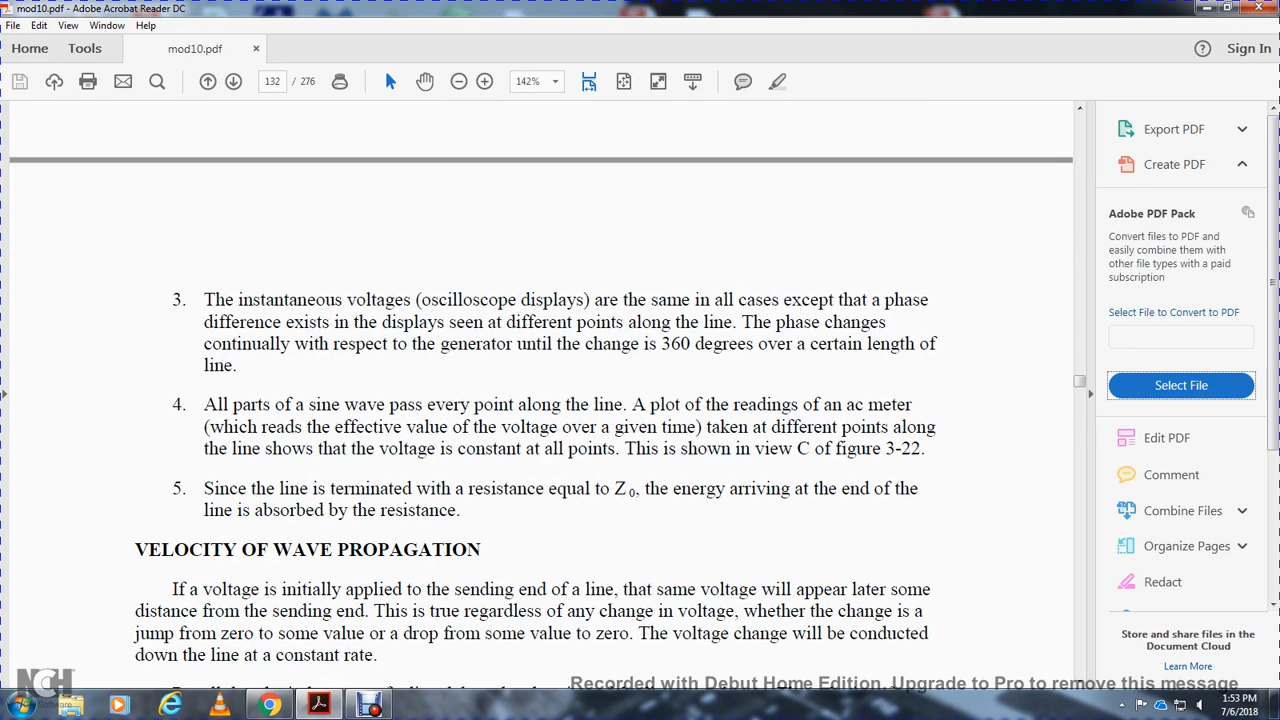 mod10.pdf - Adobe Acrobat Reader DC
File Edit View Window Help
Home Tools mod10.pdf × Sign In
132 / 276 142%
3. The instantaneous voltages (oscilloscope displays) are the same in all cases except that a phase
difference exists in the displays seen at different points along the line. The phase changes
continually with respect to the generator until the change is 360 degrees over a certain length of
line.
4. All parts of a sine wave pass every point along the line. A plot of the readings of an ac meter
(which reads the effective value of the voltage over a given time) taken at different points along
the line shows that the voltage is constant at all points. This is shown in view C of figure 3-22.
5. Since the line is terminated with a resistance equal to Z₀, the energy arriving at the end of the
line is absorbed by the resistance.
VELOCITY OF WAVE PROPAGATION
If a voltage is initially applied to the sending end of a line, that same voltage will appear later some
distance from the sending end. This is true regardless of any change in voltage, whether the change is a
jump from zero to some value or a drop from some value to zero. The voltage change will be conducted
down the line at a constant rate.
Export PDF
Create PDF
Adobe PDF Pack
Convert files to PDF and
easily combine them with
other file types with a paid
subscription
Select File to Convert to PDF
Select File
Edit PDF
Comment
Combine Files
Organize Pages
Redact
Store and share files in the
Document Cloud
Learn More
NCH
Software
Recorded with Debut Home Edition. Upgrade to Pro to remove this message
1:53 PM
7/6/2018